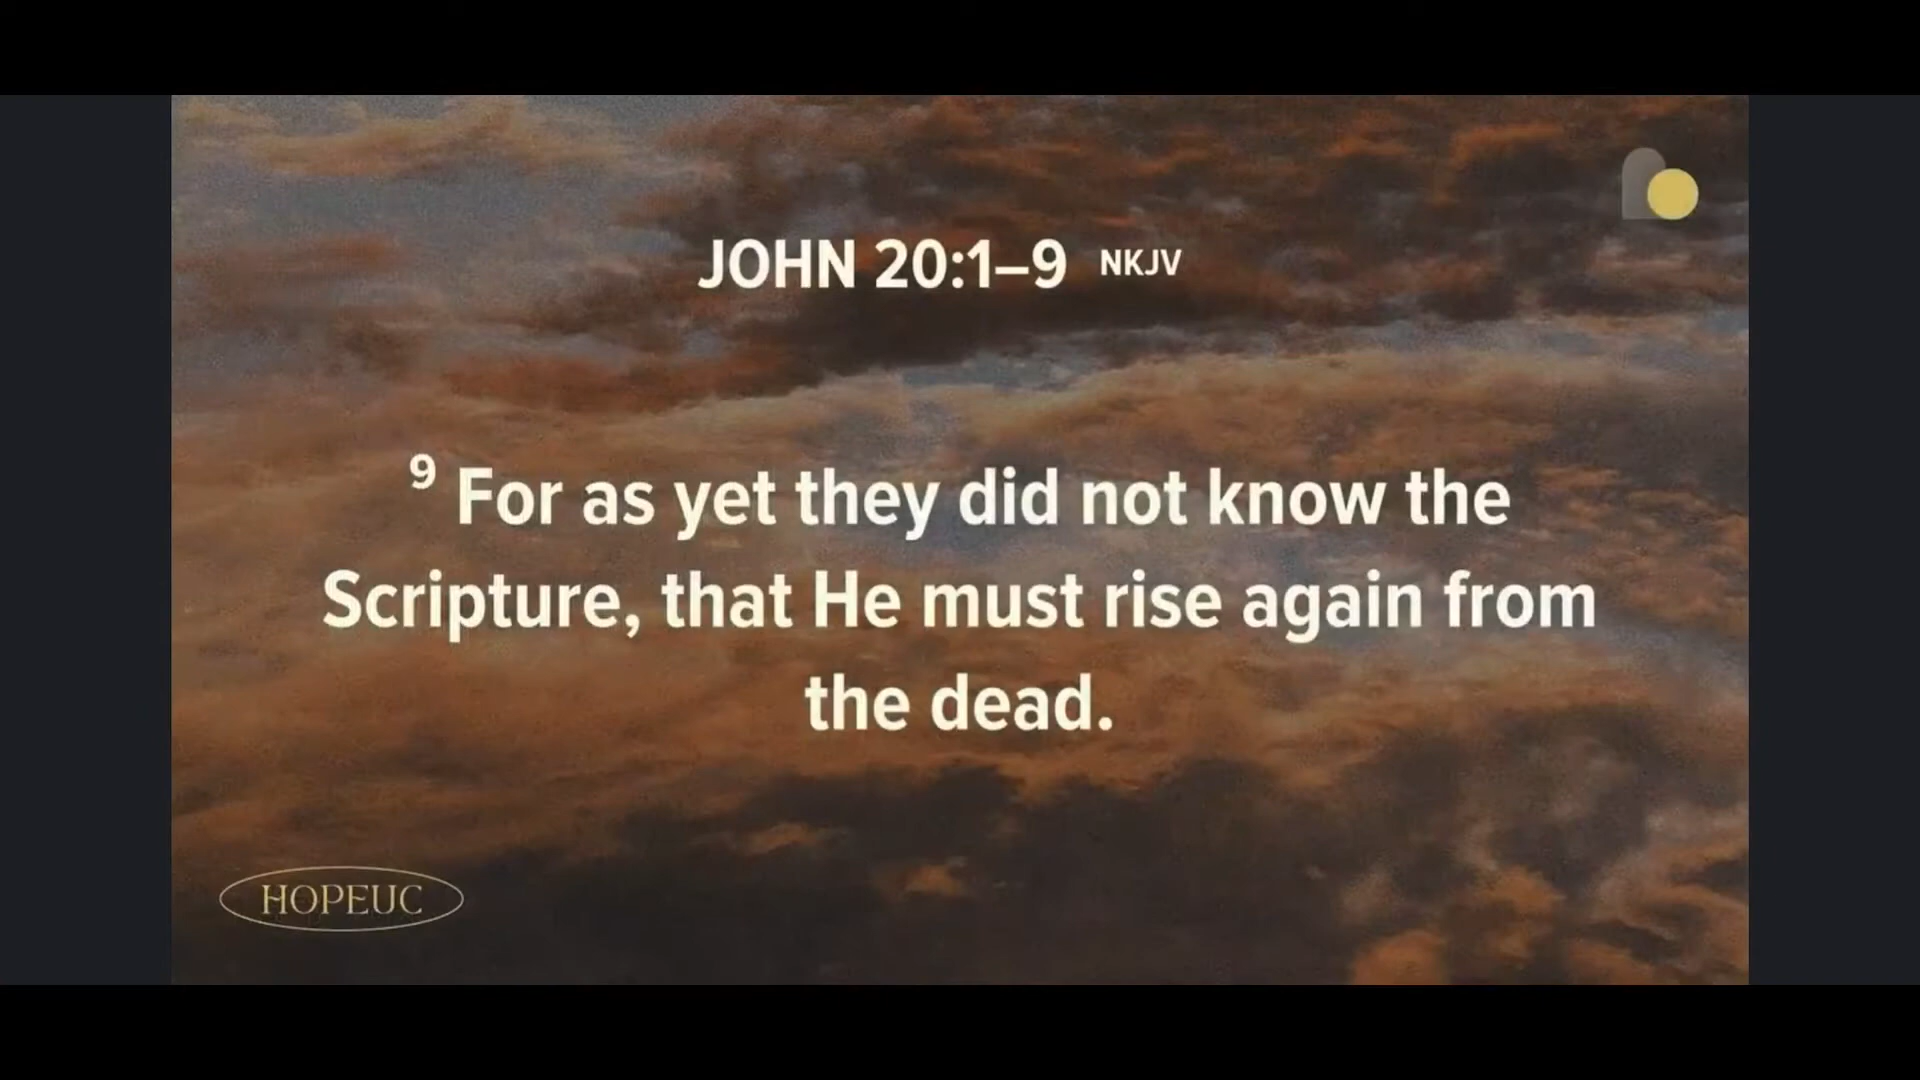 JOHN 20:1–9 NKJV
9 For as yet they did not know the
Scripture, that He must rise again from
the dead.
HOPEUC